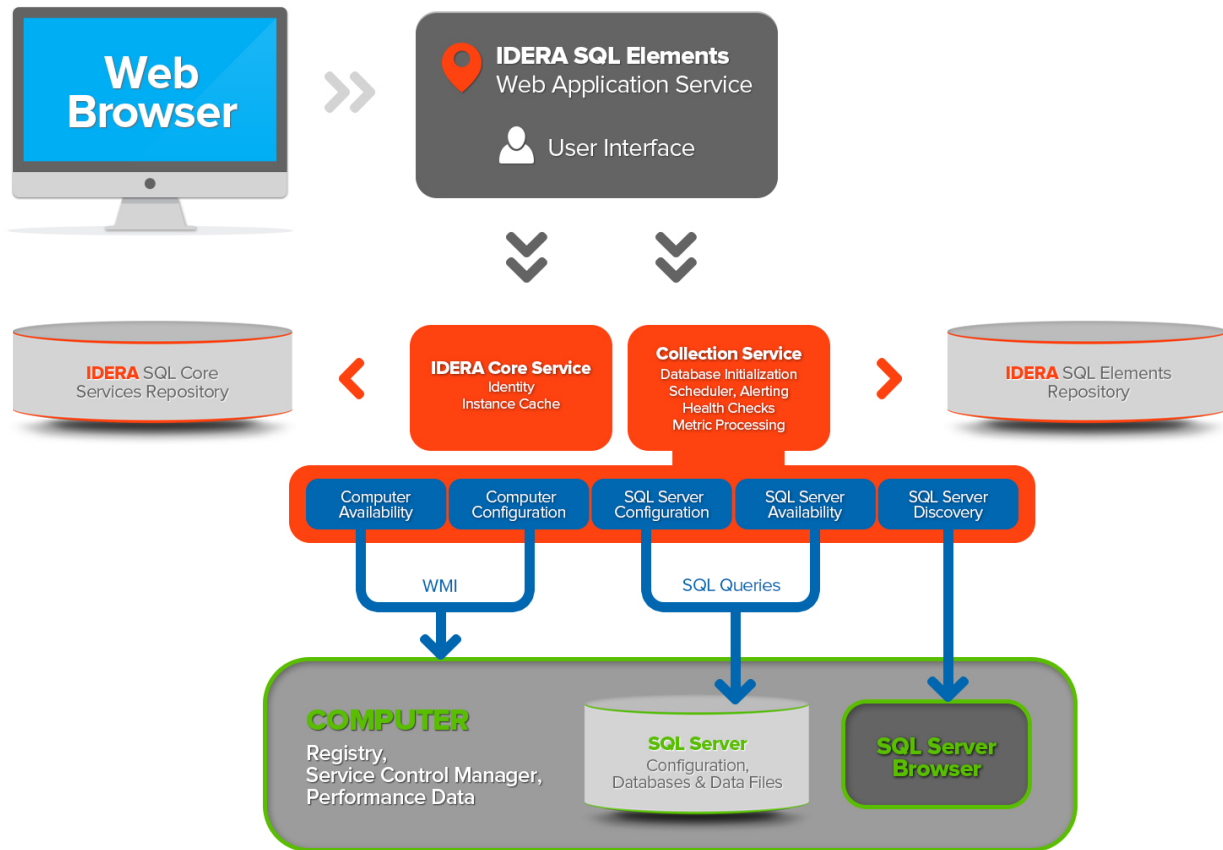 Web
Browser
IDERA SQL Elements
Web Application Service
User Interface
IDERA SQL Core
Services Repository
IDERA Core Service
Identity
Instance Cache
Collection Service
Database Initialization
Scheduler, Alerting
Health Checks
Metric Processing
IDERA SQL Elements
Repository
Computer
Availability
Computer
Configuration
SQL Server
Configuration
SQL Server
Availability
SQL Server
Discovery
WMI
SQL Queries
COMPUTER
Registry,
Service Control Manager,
Performance Data
SQL Server
Configuration,
Databases & Data Files
SQL Server
Browser